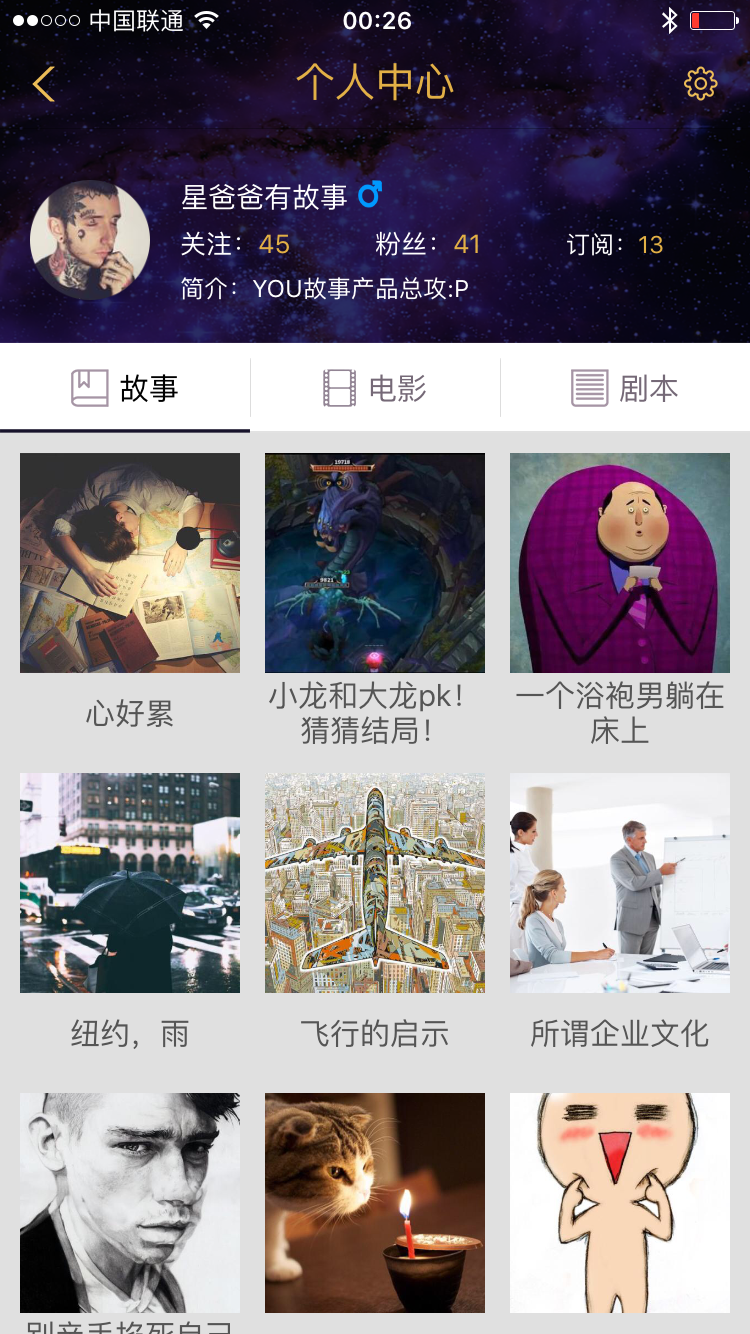 中国联通 00:26
个人中心
星爸爸有故事
关注：45 粉丝：41 订阅：13
简介：YOU故事产品总攻:P
故事 电影 剧本
19718
9821
心好累
小龙和大龙pk！
猜猜结局！
一个浴袍男躺在
床上
纽约，雨
飞行的启示
所谓企业文化